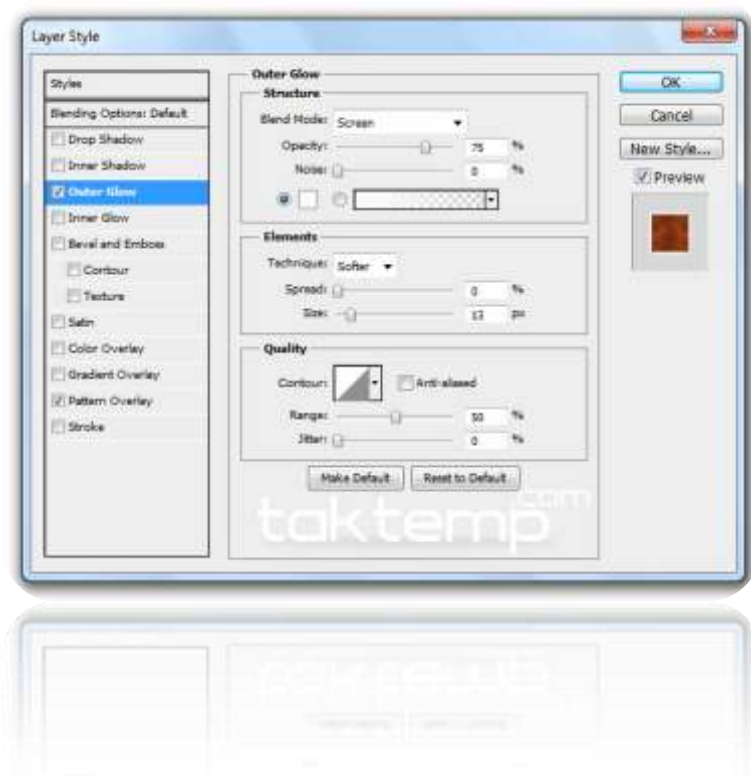 Layer Style
Styles
Blending Options: Default
Drop Shadow
Inner Shadow
Outer Glow
Inner Glow
Bevel and Emboss
Contour
Texture
Satin
Color Overlay
Gradient Overlay
Pattern Overlay
Stroke
Outer Glow
Structure
Blend Mode: Screen
Opacity: 75 %
Noise: 0 %
Elements
Technique: Softer
Spread: 0 %
Size: 13 px
Quality
Contour: Anti-aliased
Range: 50 %
Jitter: 0 %
Make Default Reset to Default
taktemp.com
OK
Cancel
New Style...
Preview